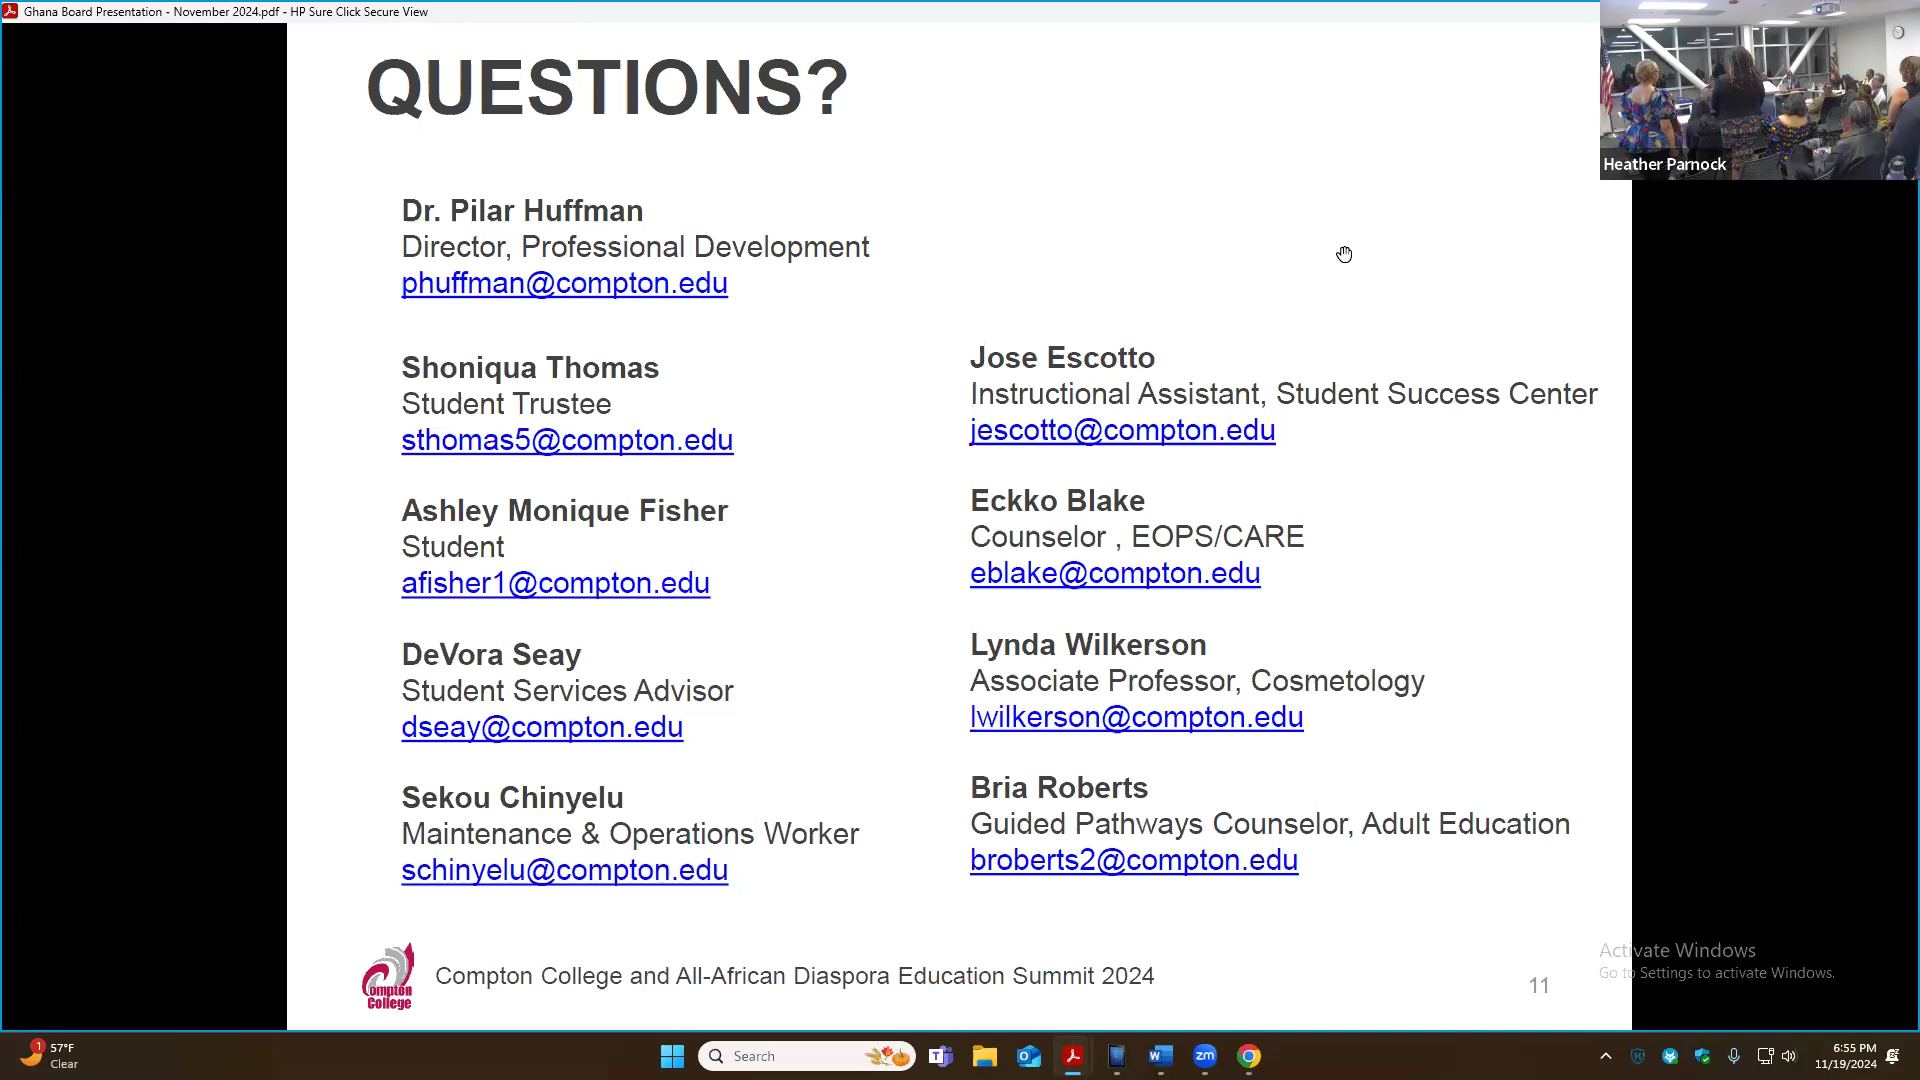 Ghana Board Presentation - November 2024.pdf - HP Sure Click Secure View
Heather Parnock
QUESTIONS?
Dr. Pilar Huffman
Director, Professional Development
phuffman@compton.edu
Shoniqua Thomas
Student Trustee
sthomas5@compton.edu
Ashley Monique Fisher
Student
afisher1@compton.edu
DeVora Seay
Student Services Advisor
dseay@compton.edu
Sekou Chinyelu
Maintenance & Operations Worker
schinyelu@compton.edu
Jose Escotto
Instructional Assistant, Student Success Center
jescotto@compton.edu
Eckko Blake
Counselor , EOPS/CARE
eblake@compton.edu
Lynda Wilkerson
Associate Professor, Cosmetology
lwilkerson@compton.edu
Bria Roberts
Guided Pathways Counselor, Adult Education
broberts2@compton.edu
Compton
College
Compton College and All-African Diaspora Education Summit 2024
11
Activate Windows
Go to Settings to activate Windows.
1
57°F
Clear
Search
zm
6:55 PM
11/19/2024